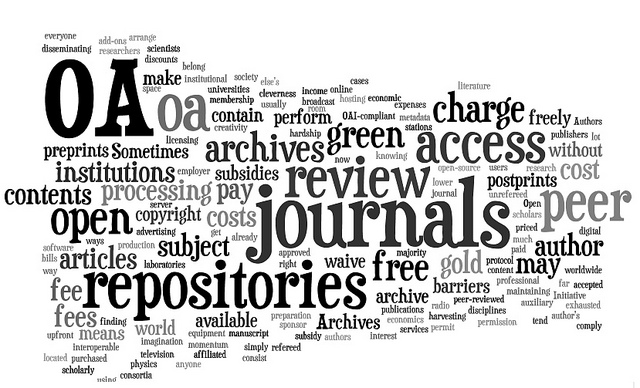 everyone
add-ons arrange
disseminating researchers scientists
discounts
belong
OA make institutional society else's cases
space universities cleverness income online literature
oa membership usually broadcast hosting economic
room expenses
contain perform OAI-compliant metadata charge freely Authors
creativity hardship stations
licensing archives green access publishers lot
preprints Sometimes now knowing without
institutions employer subsidies review open-source users research cost
lower postprints
contents processing pay journal unreferred peer
server journals Open
open copyright costs scholars
advertising priced digital
ways production get already much author
software subject approved majority gold protocol may
bills articles right waive free content worldwide
way laboratories
fee repositories barriers professional far accepted
archive radio peer-reviewed maintaining Initiative
fees finding publications disciplines auxiliary exhausted
available preparation Archives economics harvesting author's
upfront means world sponsor services permit permission tend comply
interoperable imagination equipment manuscript subsidy authors interest
located purchased television momentum simply refereed
scholarly physics affiliated consist
using consortia anyone